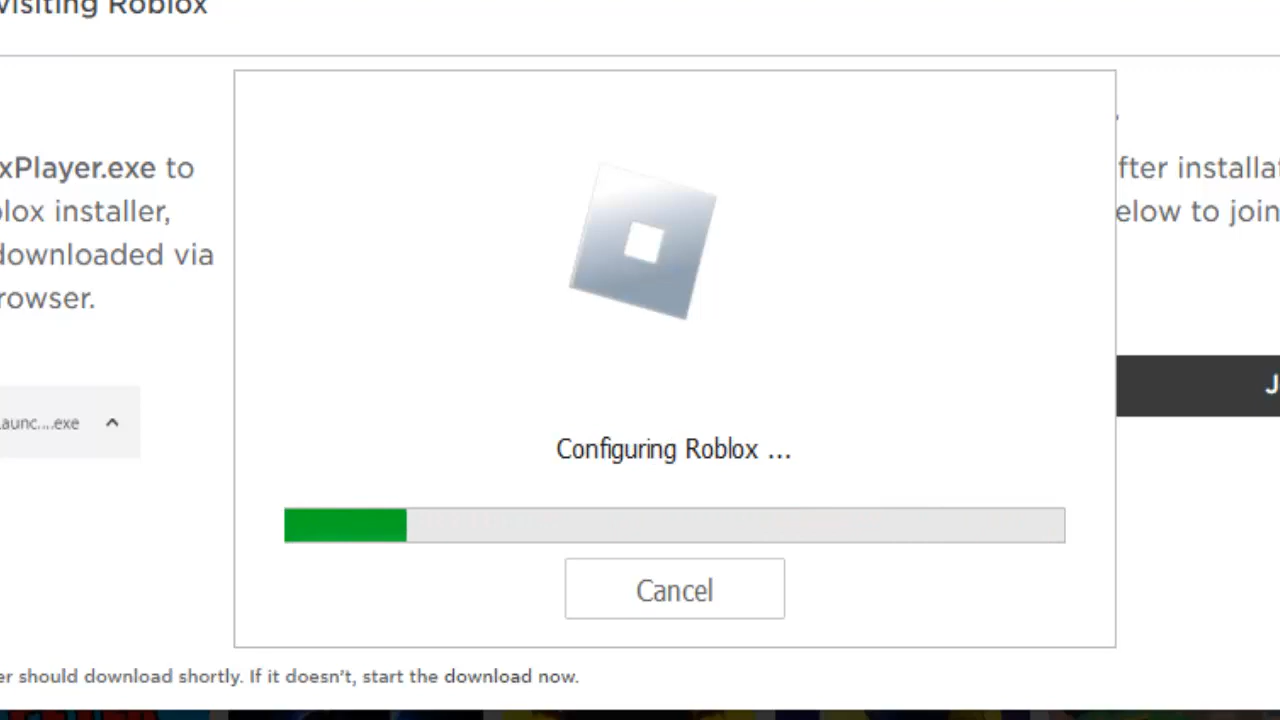 visiting Roblox
xPlayer.exe to
lox installer,
downloaded via
rowser.
aunc....exe
Configuring Roblox ...
Cancel
fter installat
elow to join
J
er should download shortly. If it doesn't, start the download now.